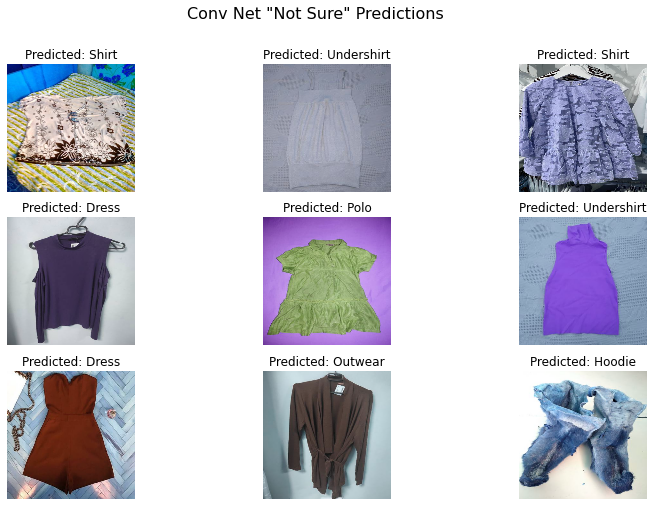 Conv Net "Not Sure" Predictions
Predicted: Shirt
Predicted: Undershirt
Predicted: Shirt
Predicted: Dress
Predicted: Polo
Predicted: Undershirt
Predicted: Dress
Predicted: Outwear
Predicted: Hoodie